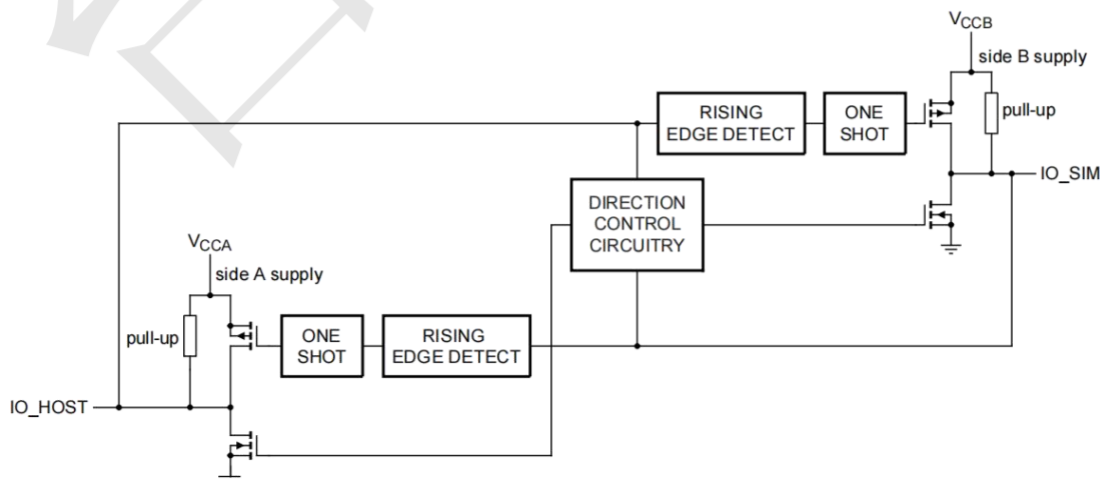 VCCB
side B supply
RISING
EDGE DETECT
ONE
SHOT
pull-up
IO_SIM
DIRECTION
CONTROL
CIRCUITRY
VCCA
side A supply
pull-up
ONE
SHOT
RISING
EDGE DETECT
IO_HOST